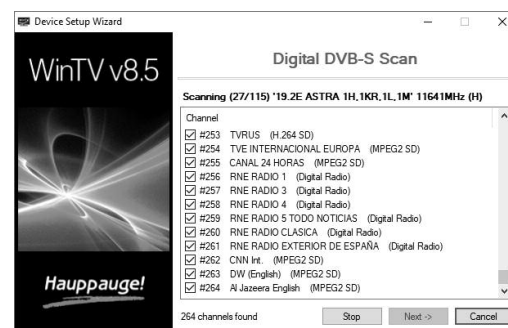 Device Setup Wizard
WinTV v8.5
Hauppauge!
Digital DVB-S Scan
Scanning (27/115) '19.2E ASTRA 1H,1KR,1L,1M' 11641MHz (H)
Channel
#253 TVRUS (H.264 SD)
#254 TVE INTERNACIONAL EUROPA (MPEG2 SD)
#255 CANAL 24 HORAS (MPEG2 SD)
#256 RNE RADIO 1 (Digital Radio)
#257 RNE RADIO 3 (Digital Radio)
#258 RNE RADIO 4 (Digital Radio)
#259 RNE RADIO 5 TODO NOTICIAS (Digital Radio)
#260 RNE RADIO CLASICA (Digital Radio)
#261 RNE RADIO EXTERIOR DE ESPAÑA (Digital Radio)
#262 CNN Int. (MPEG2 SD)
#263 DW (English) (MPEG2 SD)
#264 Al Jazeera English (MPEG2 SD)
264 channels found
Stop
Next ->
Cancel